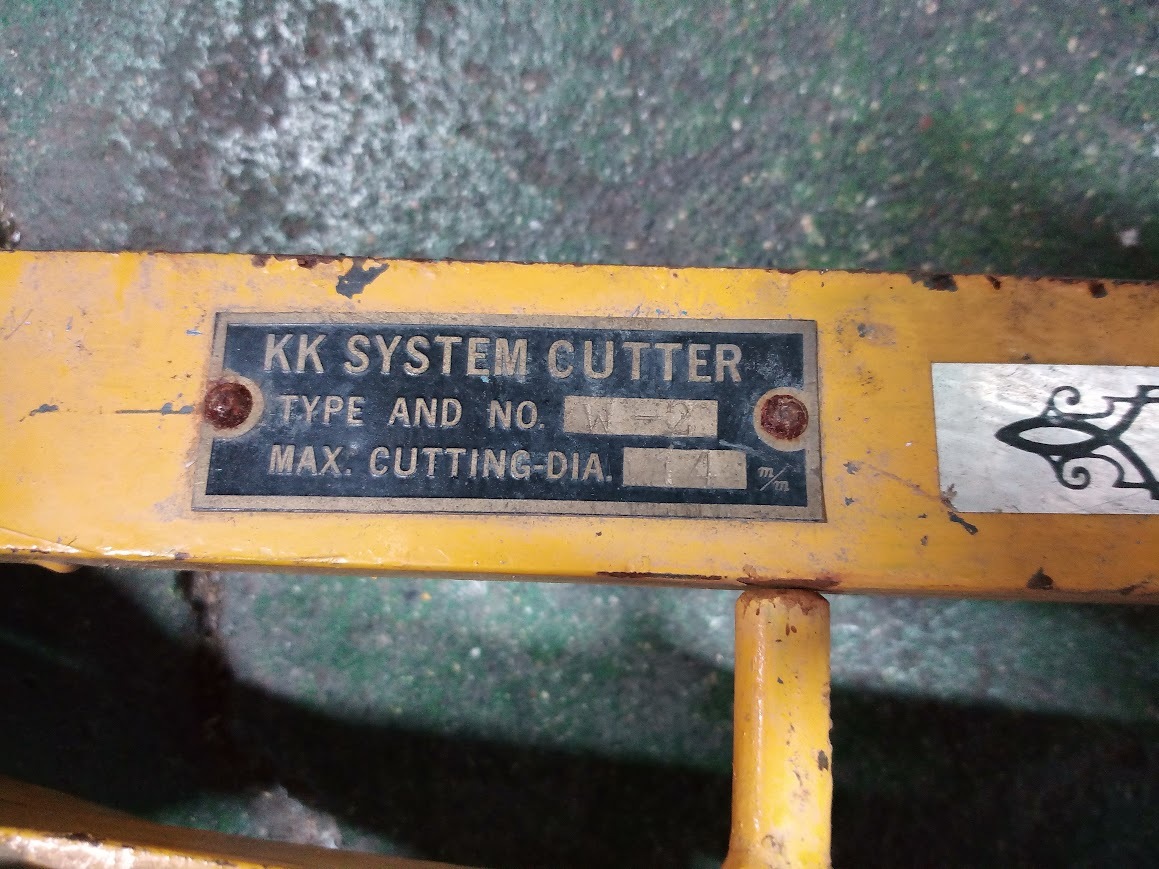 KK SYSTEM CUTTER
TYPE AND NO. W-2
MAX. CUTTING-DIA. 14 m/m